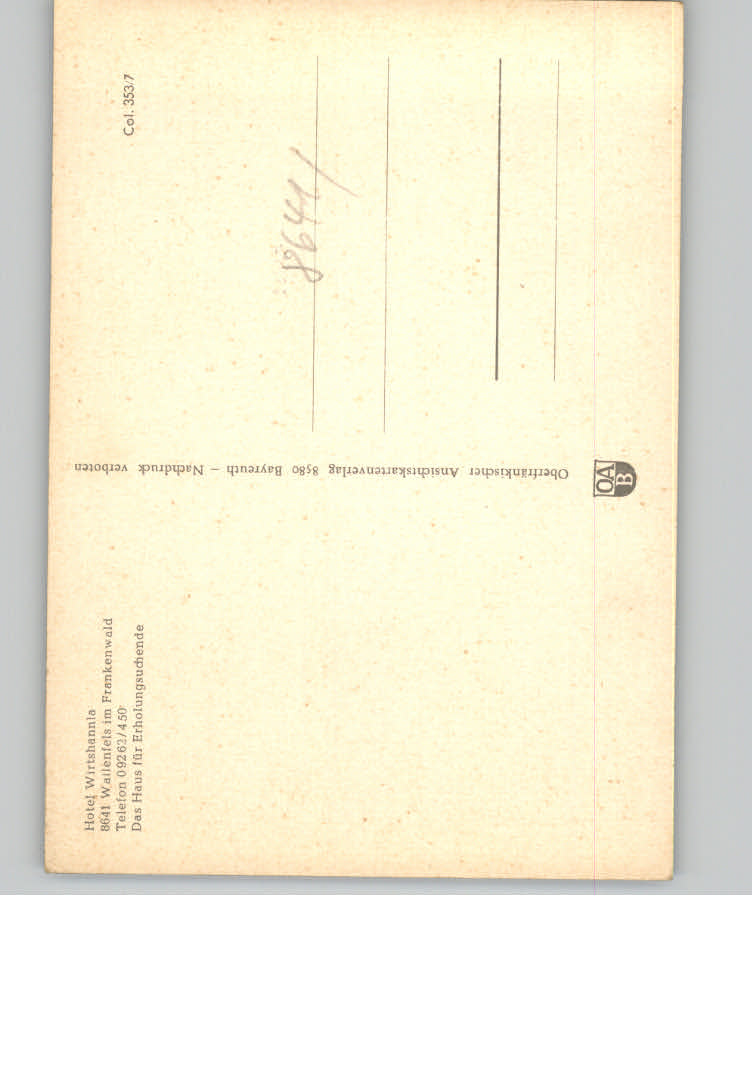 Hotel Wirtshannla
8641 Wallenfels im Frankenwald
Telefon 09262/450
Das Haus für Erholungsuchende
Oberfränkischer Ansichtskartenverlag 8580 Bayreuth – Nachdruck verboten
OA
B
Col. 353/7
8641/